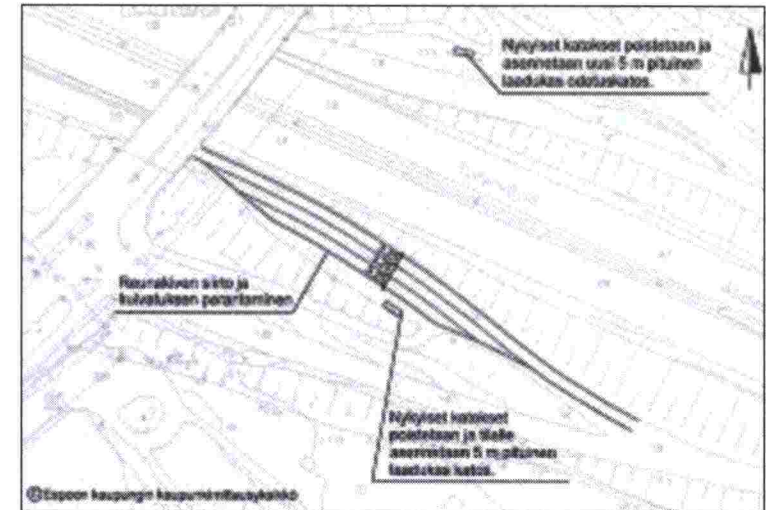 Nykyiset katokset poistetaan ja
asennetaan uusi 5 m pituinen
laadukas odotuskatos.
Reunakiven siirto ja
kuivatuksen parantaminen.
Nykyiset katokset
poistetaan ja tilalle
asennetaan 5 m pituinen
laadukas katos.
©Espoon kaupungin kaupunkimittausyksikkö